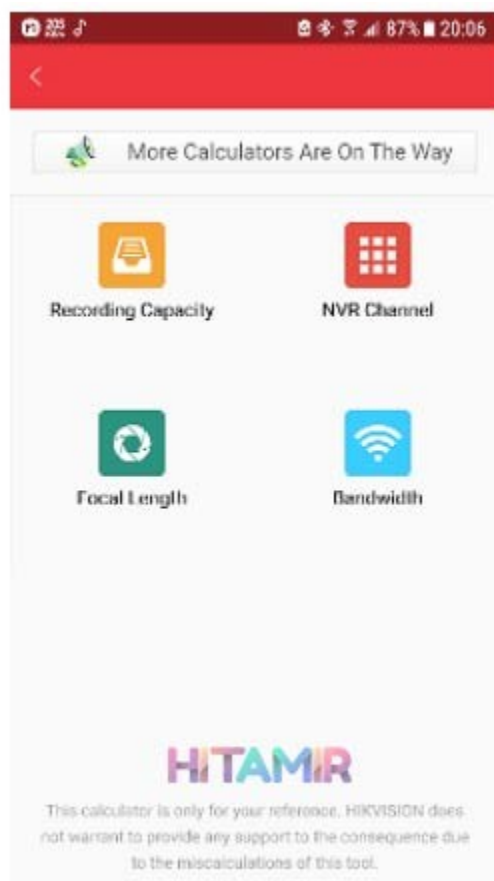 87% 20:06
More Calculators Are On The Way
Recording Capacity
NVR Channel
Focal Length
Bandwidth
HITAMIR
This calculator is only for your reference. HIKVISION does
not warrant to provide any support to the consequence due
to the miscalculations of this tool.